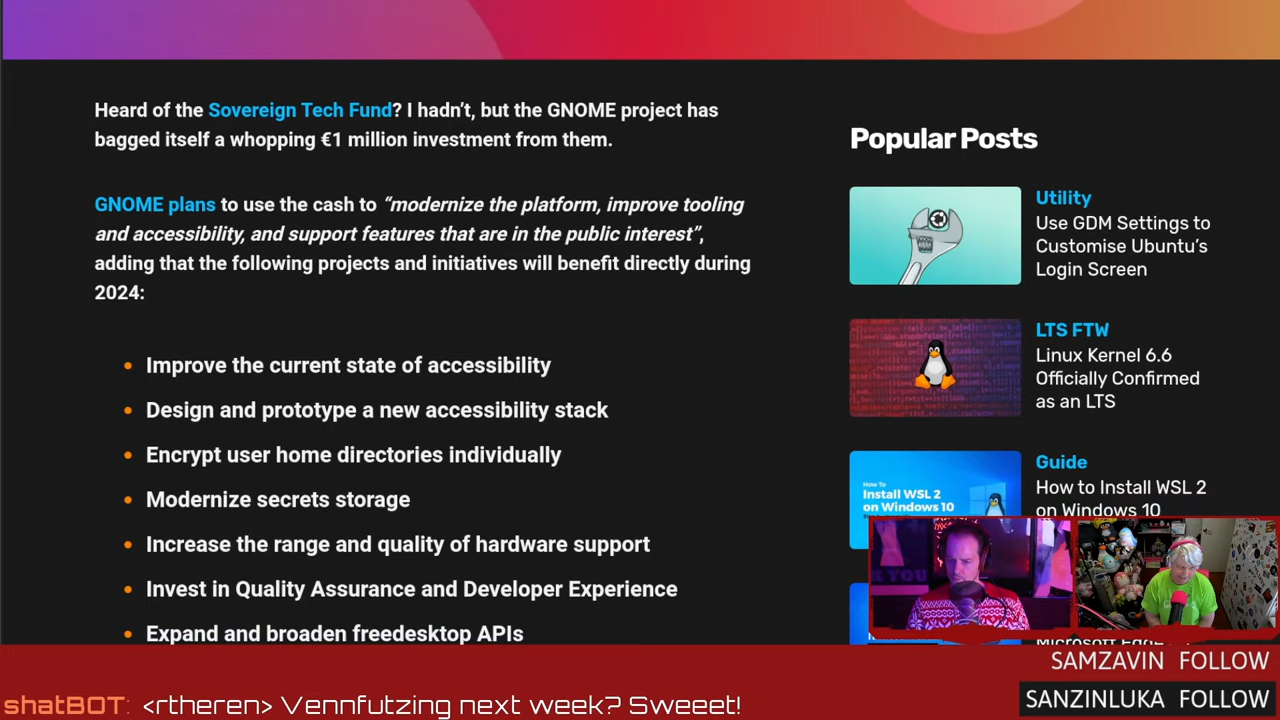 Heard of the Sovereign Tech Fund? I hadn’t, but the GNOME project has
bagged itself a whopping €1 million investment from them.
GNOME plans to use the cash to “modernize the platform, improve tooling
and accessibility, and support features that are in the public interest”,
adding that the following projects and initiatives will benefit directly during
2024:
• Improve the current state of accessibility
• Design and prototype a new accessibility stack
• Encrypt user home directories individually
• Modernize secrets storage
• Increase the range and quality of hardware support
• Invest in Quality Assurance and Developer Experience
• Expand and broaden freedesktop APIs
Popular Posts
Utility
Use GDM Settings to
Customise Ubuntu’s
Login Screen
LTS FTW
Linux Kernel 6.6
Officially Confirmed
as an LTS
How To
Install WSL 2
on Windows 10
Guide
How to Install WSL 2
on Windows 10
Microsoft Edge
SAMZAVIN FOLLOW
SANZINLUKA FOLLOW
shatBOT: <rtheren> Vennfutzing next week? Sweeet!